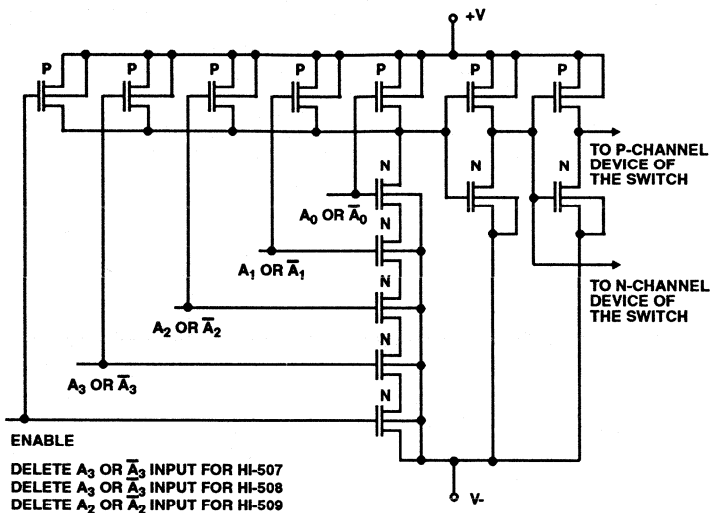 +V
P P P P P P P
TO P-CHANNEL
DEVICE OF
THE SWITCH
N N N
A₀ OR A̅₀
N
A₁ OR A̅₁
N
TO N-CHANNEL
DEVICE OF
THE SWITCH
A₂ OR A̅₂
N
A₃ OR A̅₃
N
ENABLE
DELETE A₃ OR A̅₃ INPUT FOR HI-507
DELETE A₃ OR A̅₃ INPUT FOR HI-508
DELETE A₂ OR A̅₂ INPUT FOR HI-509
V-